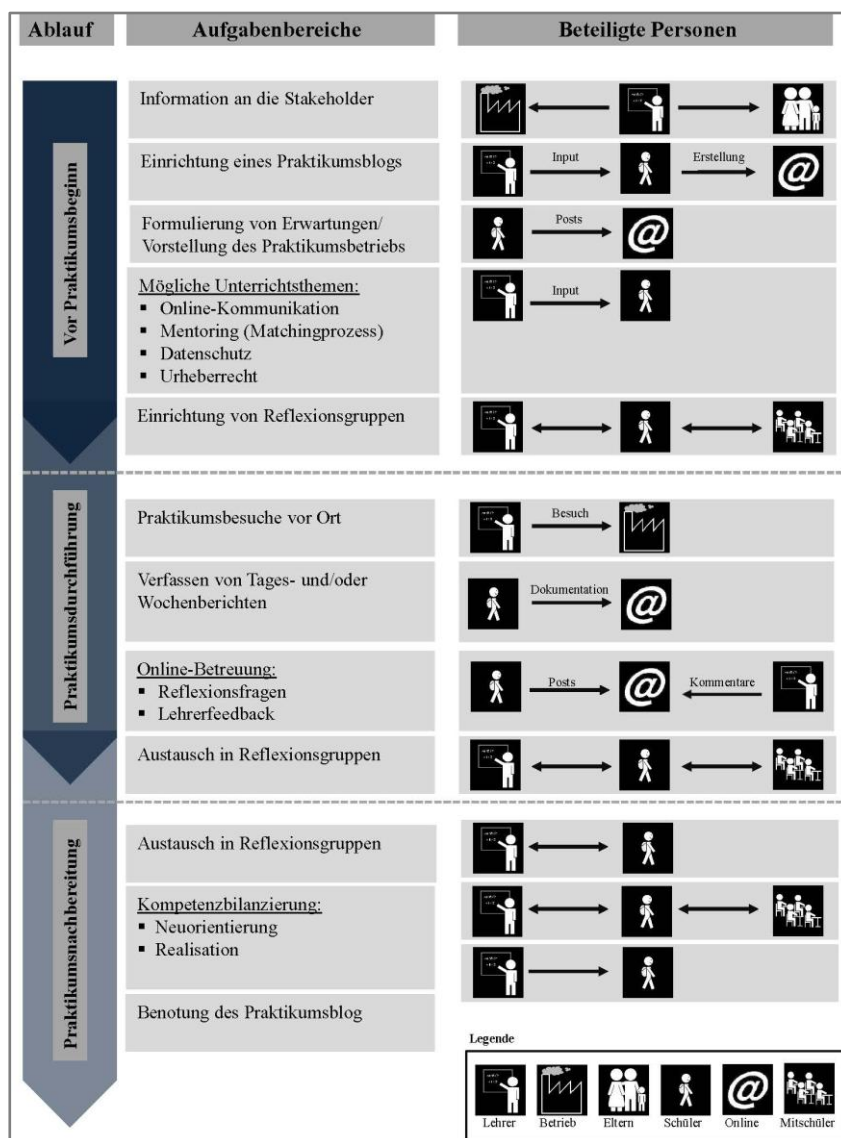 Ablauf Aufgabenbereiche Beteiligte Personen
Vor Praktikumsbeginn
Information an die Stakeholder
Einrichtung eines Praktikumsblogs
Input Erstellung
@
Formulierung von Erwartungen/
Vorstellung des Praktikumsbetriebs
Posts
@
Mögliche Unterrichtsthemen:
▪ Online-Kommunikation
▪ Mentoring (Matchingprozess)
▪ Datenschutz
▪ Urheberrecht
Input
Einrichtung von Reflexionsgruppen
Praktikumsdurchführung
Praktikumsbesuche vor Ort
Besuch
Verfassen von Tages- und/oder
Wochenberichten
Dokumentation
@
Online-Betreuung:
▪ Reflexionsfragen
▪ Lehrerfeedback
Posts Kommentare
@
Austausch in Reflexionsgruppen
Praktikumsnachbereitung
Austausch in Reflexionsgruppen
Kompetenzbilanzierung:
▪ Neuorientierung
▪ Realisation
Benotung des Praktikumsblog
Legende
@
Lehrer Betrieb Eltern Schüler Online Mitschüler